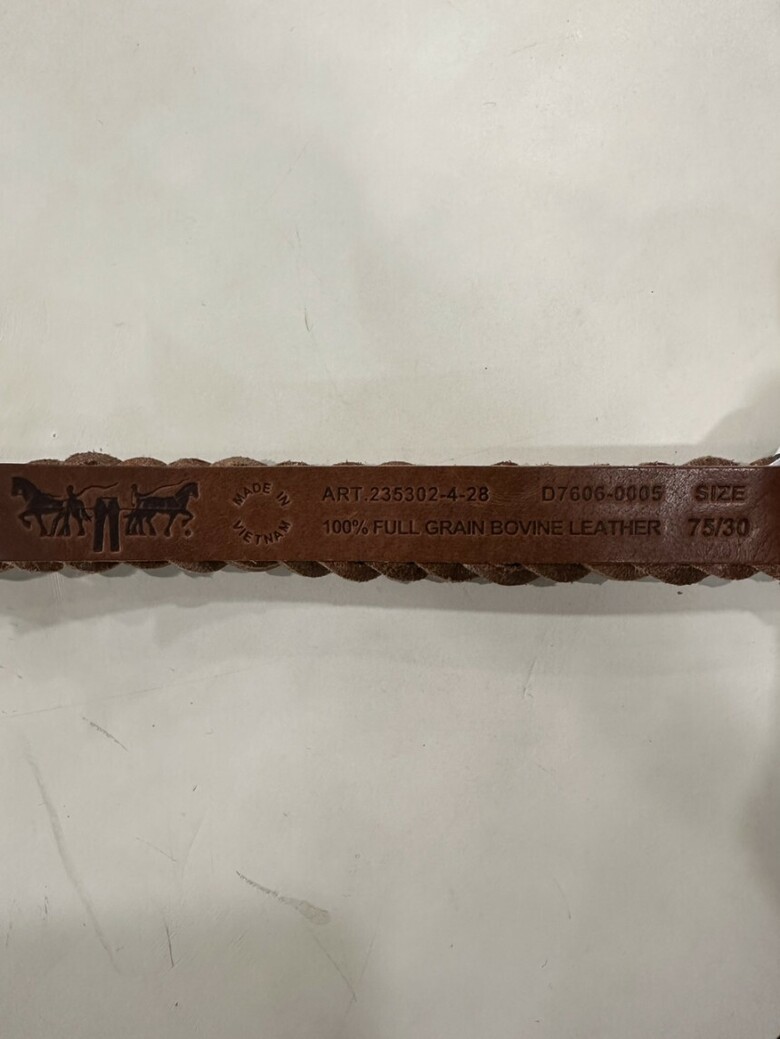 MADE IN
VIETNAM
ART.235302-4-28 D7606-0005 SIZE
100% FULL GRAIN BOVINE LEATHER 75/30